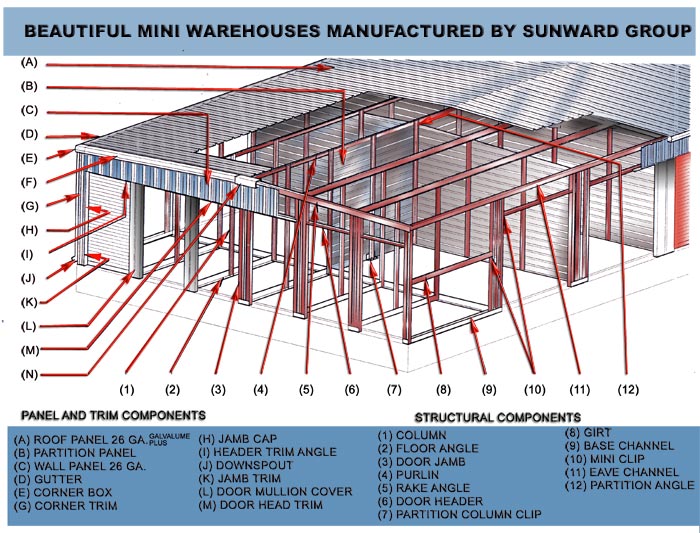 BEAUTIFUL MINI WAREHOUSES MANUFACTURED BY SUNWARD GROUP
(A)
(B)
(C)
(D)
(E)
(F)
(G)
(H)
(I)
(J)
(K)
(L)
(M)
(N)
(1) (2) (3) (4) (5) (6) (7) (8) (9) (10) (11) (12)
PANEL AND TRIM COMPONENTS
(A) ROOF PANEL 26 GA. GALVALUME PLUS
(B) PARTITION PANEL
(C) WALL PANEL 26 GA.
(D) GUTTER
(E) CORNER BOX
(G) CORNER TRIM
(H) JAMB CAP
(I) HEADER TRIM ANGLE
(J) DOWNSPOUT
(K) JAMB TRIM
(L) DOOR MULLION COVER
(M) DOOR HEAD TRIM
STRUCTURAL COMPONENTS
(1) COLUMN
(2) FLOOR ANGLE
(3) DOOR JAMB
(4) PURLIN
(5) RAKE ANGLE
(6) DOOR HEADER
(7) PARTITION COLUMN CLIP
(8) GIRT
(9) BASE CHANNEL
(10) MINI CLIP
(11) EAVE CHANNEL
(12) PARTITION ANGLE